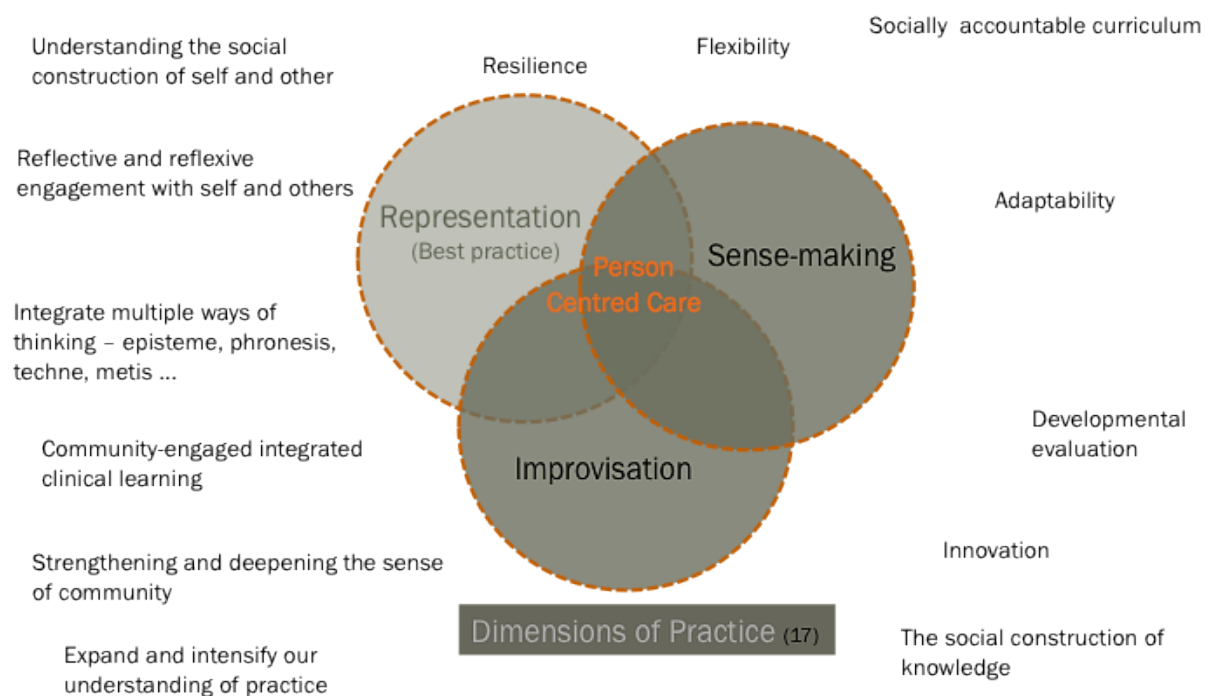 Socially  accountable curriculum
Understanding the social
construction of self and other
Resilience
Flexibility
Reflective and reflexive
engagement with self and others
Representation
(Best practice)
Adaptability
Sense-making
Person
Centred Care
Integrate multiple ways of
thinking – episteme, phronesis,
techne, metis ...
Developmental
evaluation
Community-engaged integrated
clinical learning
Improvisation
Innovation
Strengthening and deepening the sense
of community
Dimensions of Practice (17)
The social construction of
knowledge
Expand and intensify our
understanding of practice